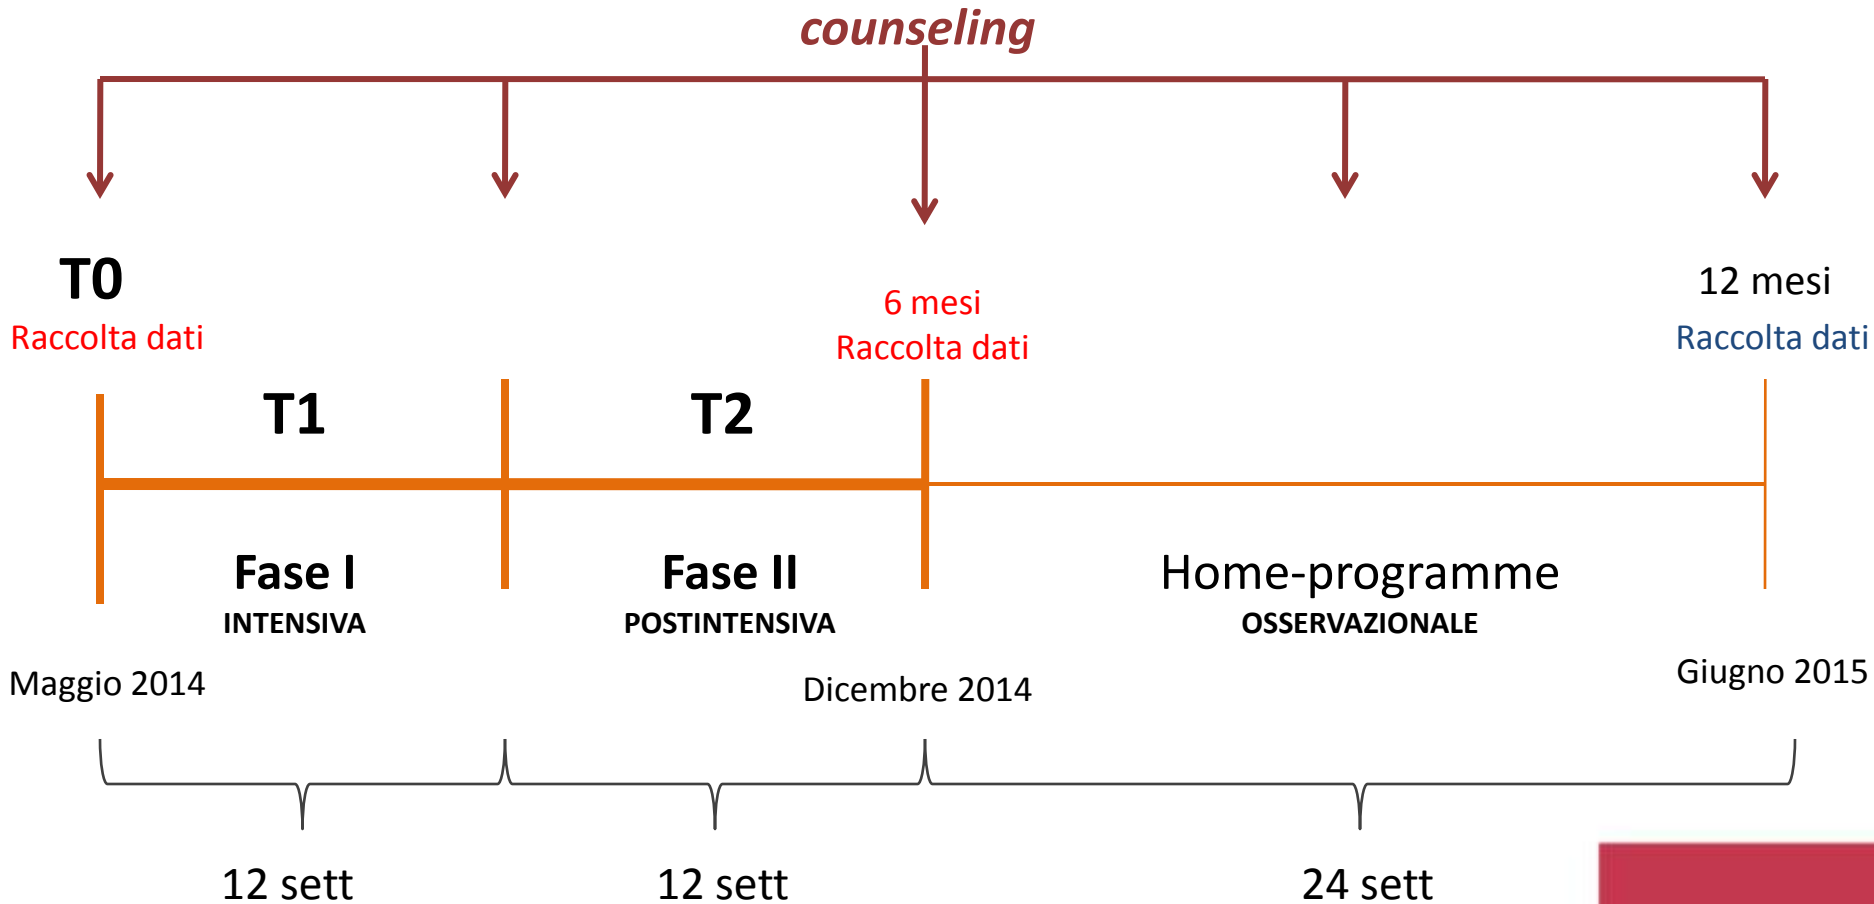 counseling
T0
Raccolta dati
6 mesi
Raccolta dati
12 mesi
Raccolta dati
T1
T2
Fase I
INTENSIVA
Fase II
POSTINTENSIVA
Home-programme
OSSERVAZIONALE
Maggio 2014
Dicembre 2014
Giugno 2015
12 sett
12 sett
24 sett